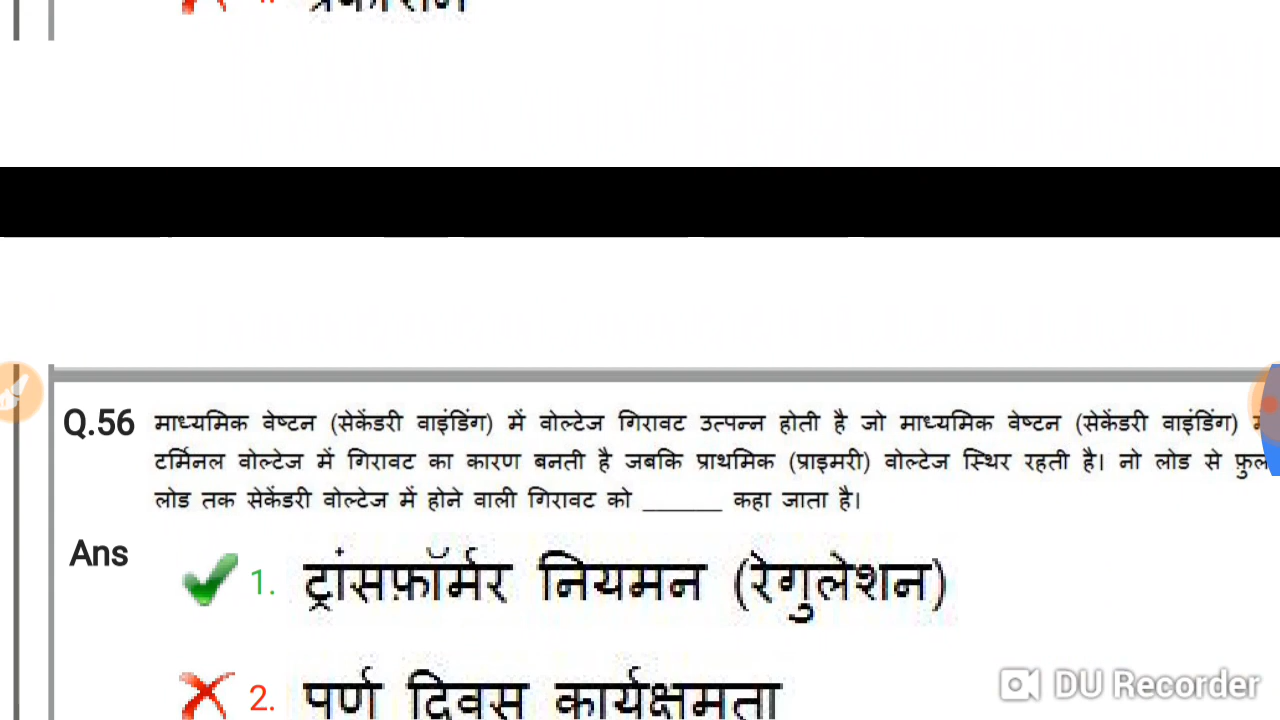 Q.56 माध्यमिक वेष्टन (सेकेंडरी वाइंडिंग) में वोल्टेज गिरावट उत्पन्न होती है जो माध्यमिक वेष्टन (सेकेंडरी वाइंडिंग)
टर्मिनल वोल्टेज में गिरावट का कारण बनती है जबकि प्राथमिक (प्राइमरी) वोल्टेज स्थिर रहती है। नो लोड से फ़ुल
लोड तक सेकेंडरी वोल्टेज में होने वाली गिरावट को ______ कहा जाता है।
Ans 1. ट्रांसफ़ॉर्मर नियमन (रेगुलेशन)
2. पूर्ण दिवस कार्यक्षमता
DU Recorder